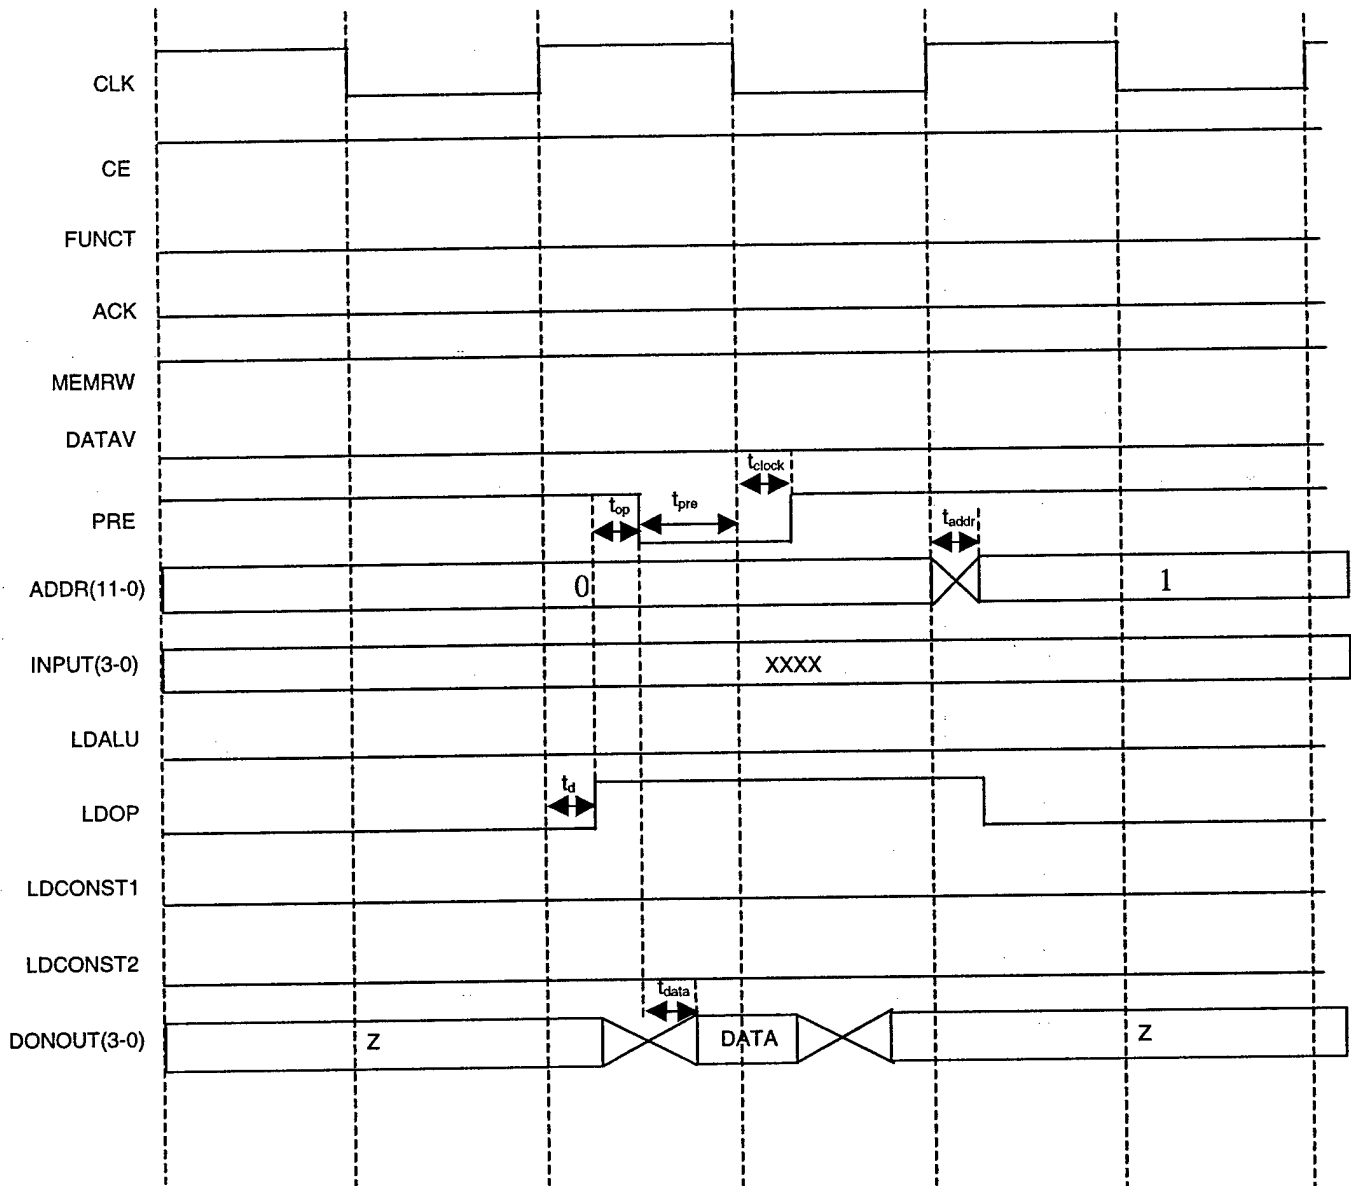 CLK
CE
FUNCT
ACK
MEMRW
DATAV
tclock
PRE
top
tpre
taddr
ADDR(11-0)
0
1
INPUT(3-0)
XXXX
LDALU
td
LDOP
LDCONST1
LDCONST2
tdata
DONOUT(3-0)
Z
DATA
Z